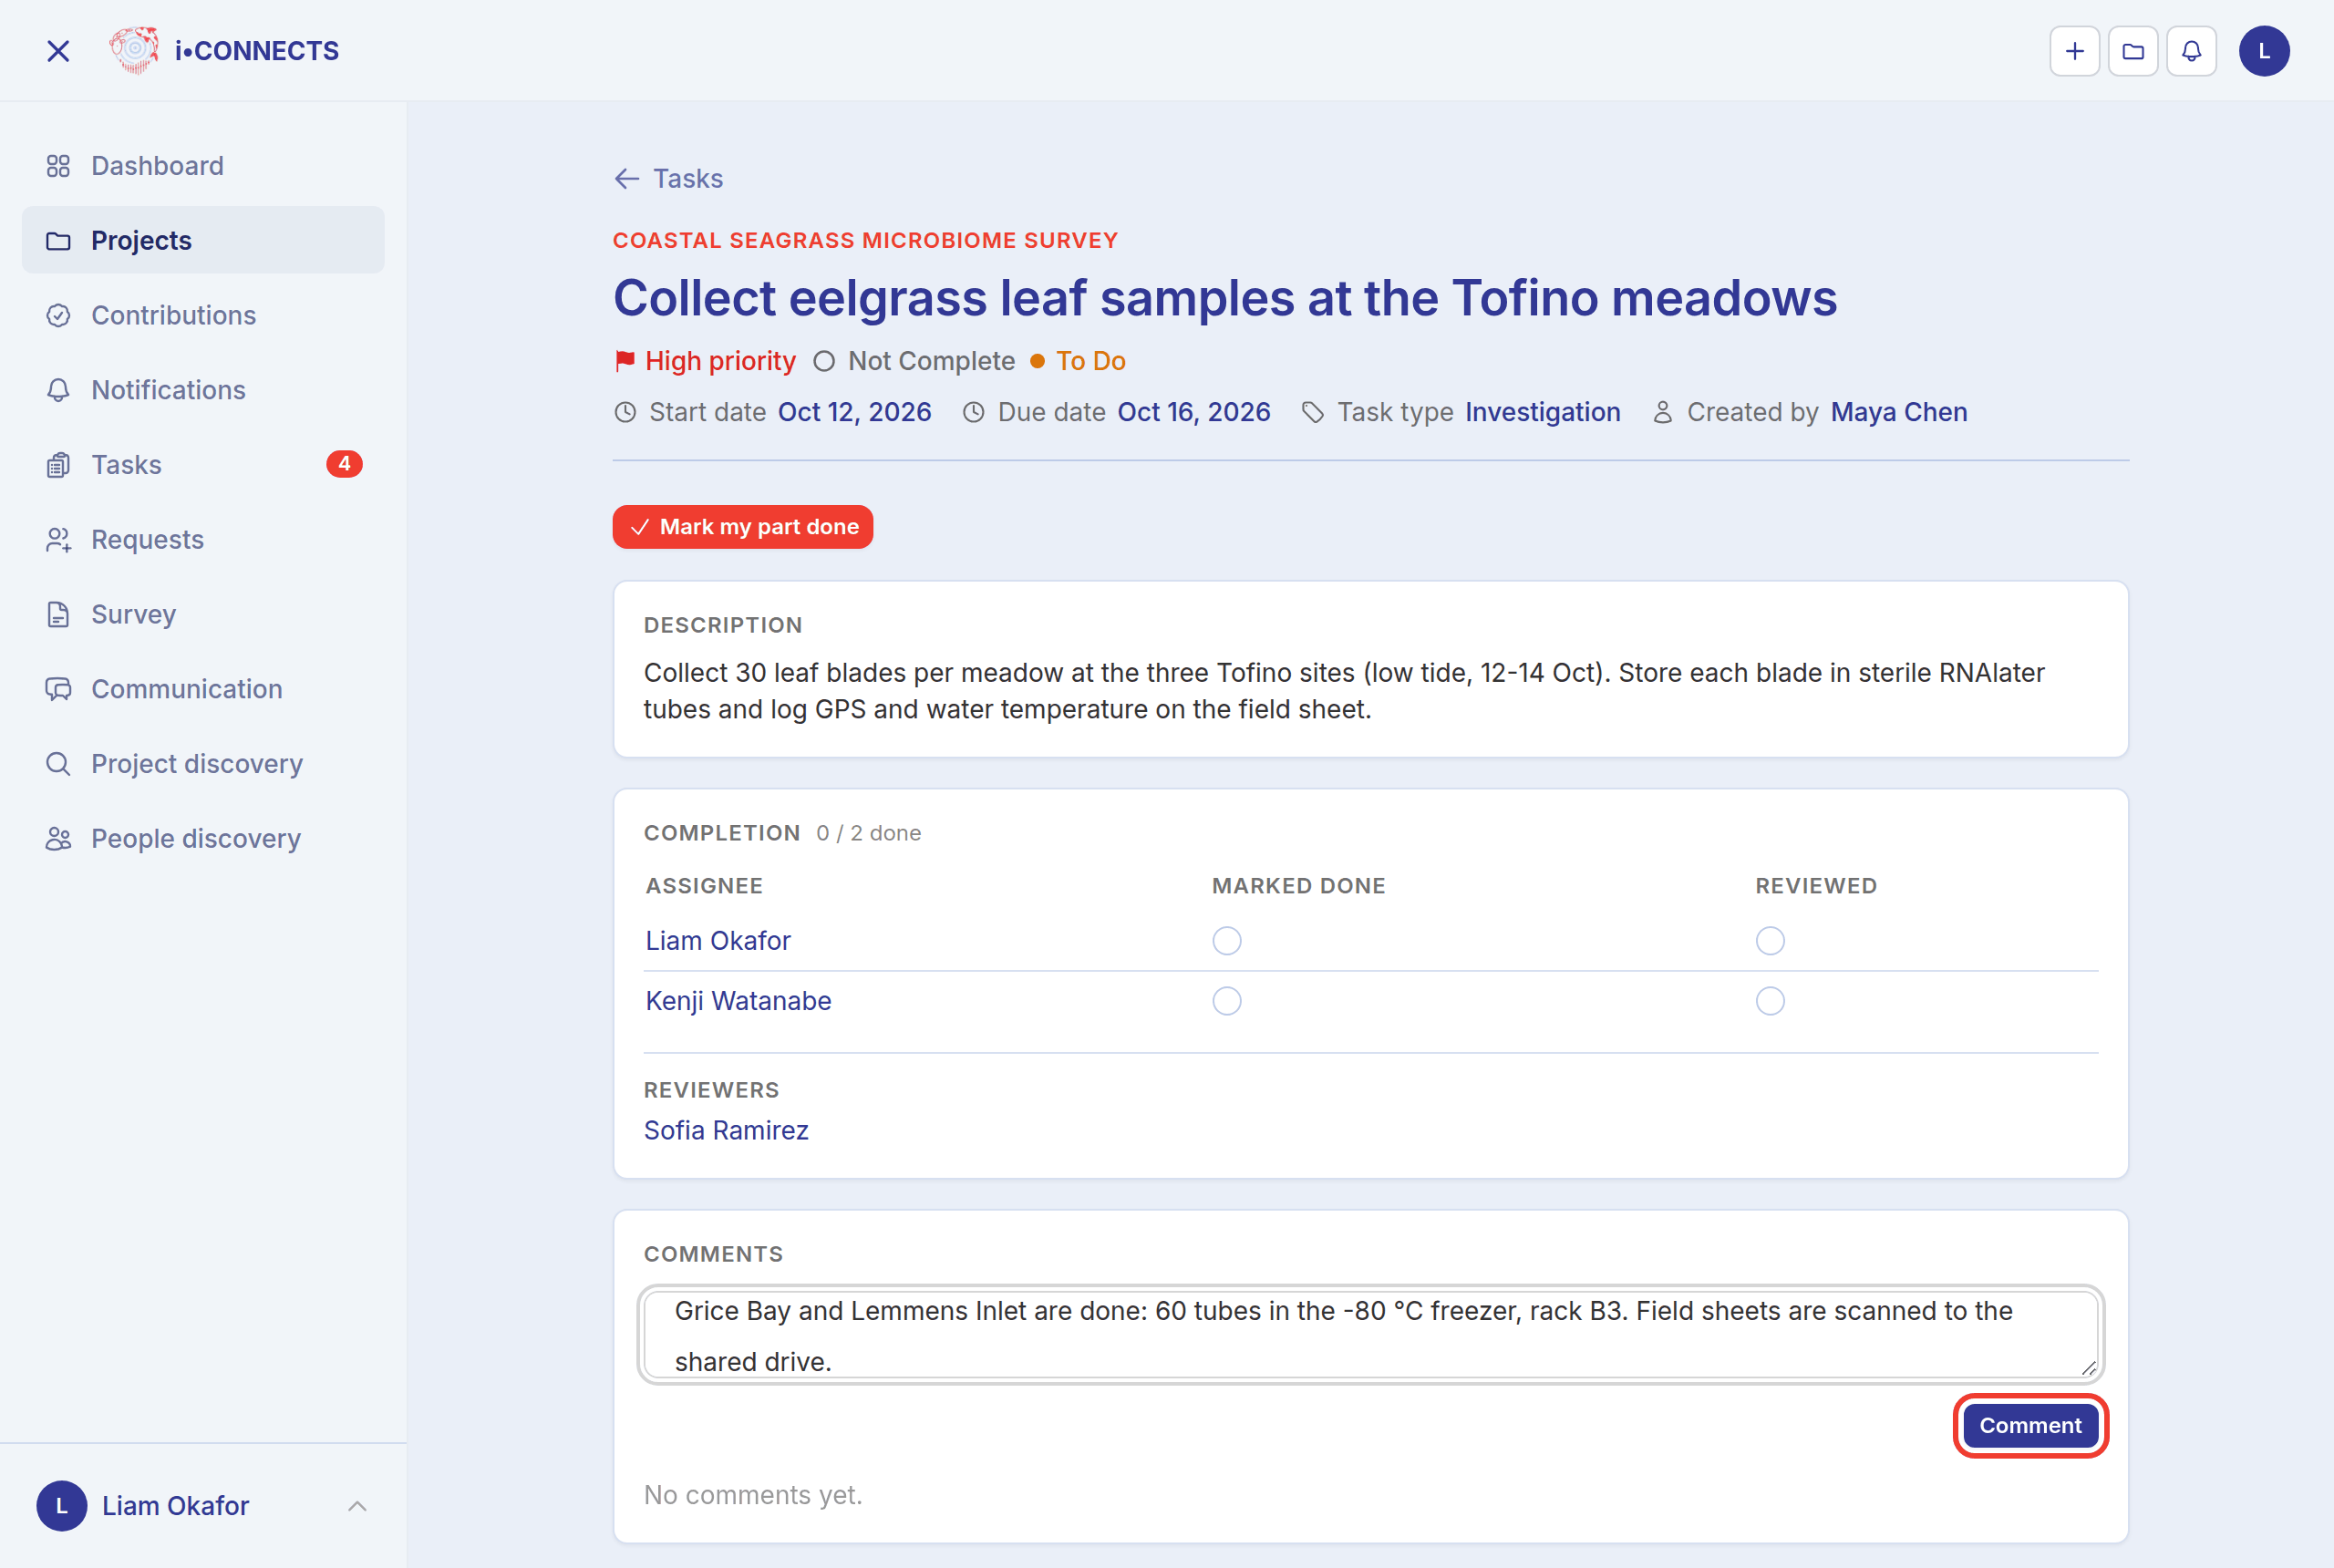 i•CONNECTS
L
Dashboard
Projects
Contributions
Notifications
Tasks 4
Requests
Survey
Communication
Project discovery
People discovery
L Liam Okafor
Tasks
COASTAL SEAGRASS MICROBIOME SURVEY
Collect eelgrass leaf samples at the Tofino meadows
High priority Not Complete To Do
Start date Oct 12, 2026 Due date Oct 16, 2026 Task type Investigation Created by Maya Chen
Mark my part done
DESCRIPTION
Collect 30 leaf blades per meadow at the three Tofino sites (low tide, 12-14 Oct). Store each blade in sterile RNAlater
tubes and log GPS and water temperature on the field sheet.
COMPLETION 0 / 2 done
ASSIGNEE MARKED DONE REVIEWED
Liam Okafor
Kenji Watanabe
REVIEWERS
Sofia Ramirez
COMMENTS
Grice Bay and Lemmens Inlet are done: 60 tubes in the -80 °C freezer, rack B3. Field sheets are scanned to the
shared drive.
Comment
No comments yet.